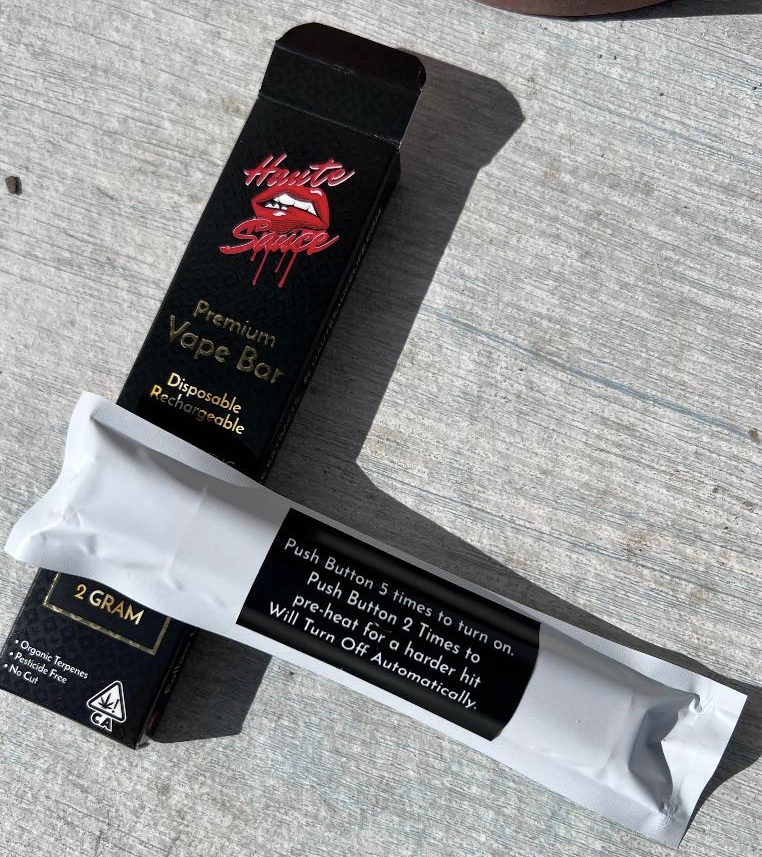 Haute
Sauce
Premium
Vape Bar
Disposable
Rechargeable
Push Button 5 times to turn on.
Push Button 2 Times to
pre-heat for a harder hit
Will Turn Off Automatically.
2 GRAM
• Organic Terpenes
• Pesticide Free
• No Cut
CA